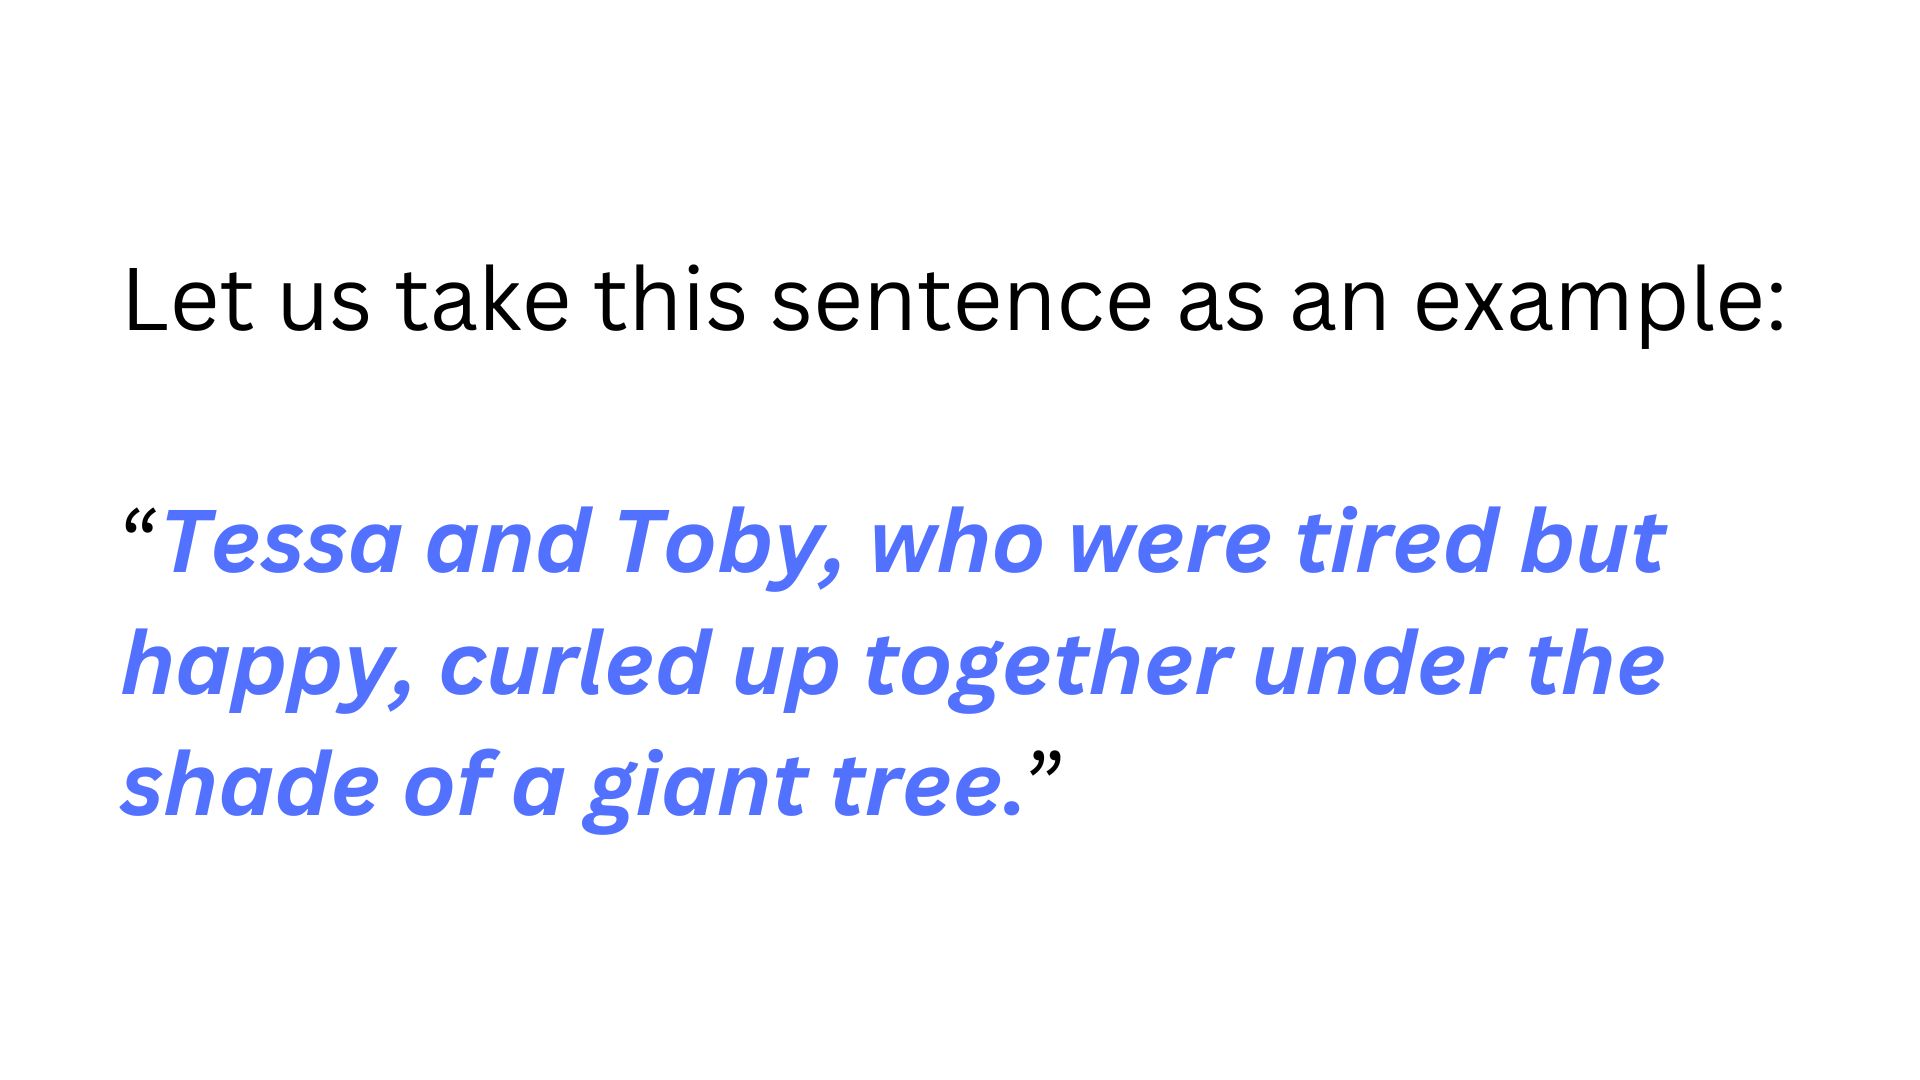 Let us take this sentence as an example:
“Tessa and Toby, who were tired but
happy, curled up together under the
shade of a giant tree.”